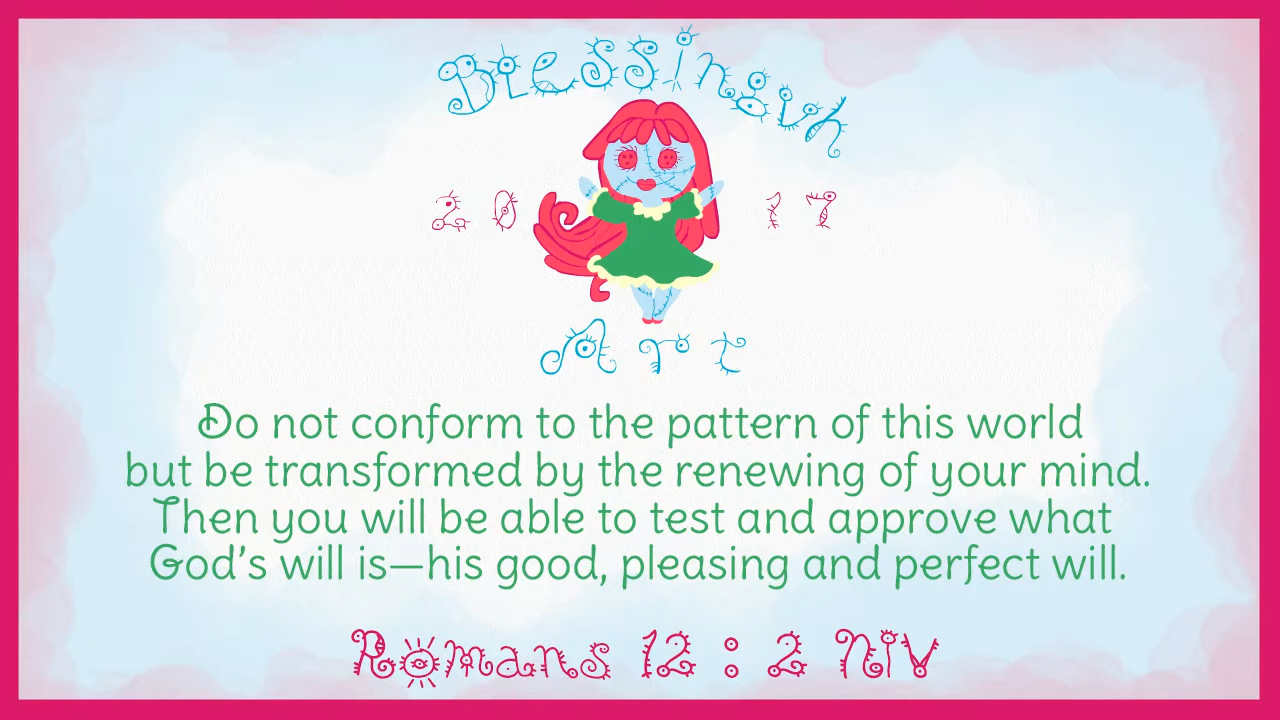 Blessingvh
20 17
Art
Do not conform to the pattern of this world
but be transformed by the renewing of your mind.
Then you will be able to test and approve what
God’s will is—his good, pleasing and perfect will.
Romans 12 : 2 NIV